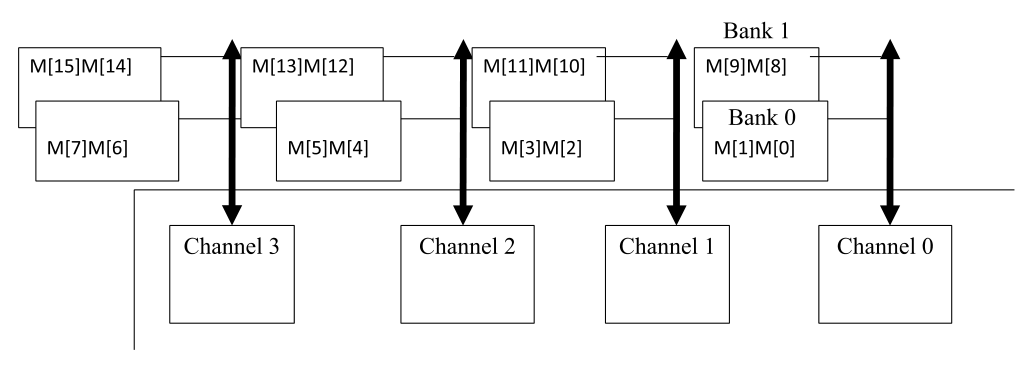 Bank 1
M[15]M[14] M[13]M[12] M[11]M[10] M[9]M[8]
Bank 0
M[7]M[6] M[5]M[4] M[3]M[2] M[1]M[0]
Channel 3 Channel 2 Channel 1 Channel 0